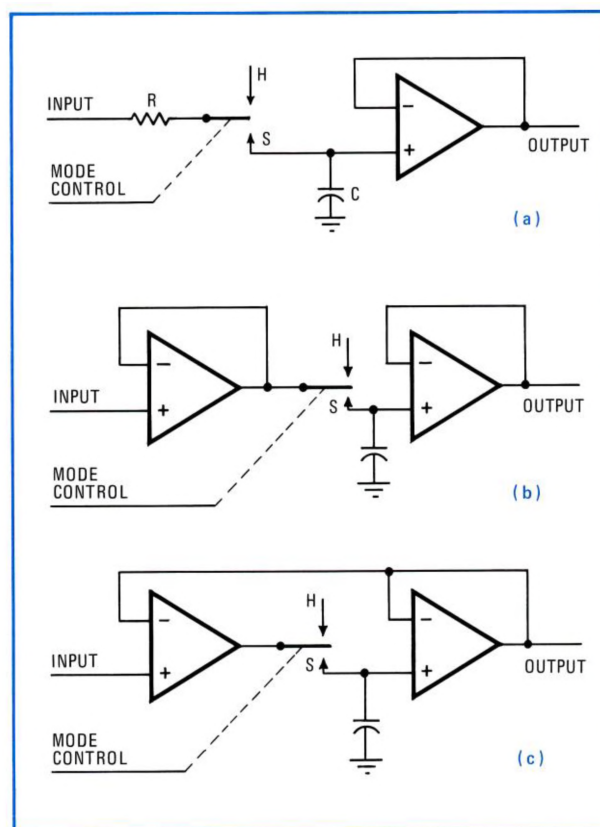 H
R
INPUT
S
MODE
CONTROL
C
−
+
OUTPUT
(a)
H
−
+
INPUT
S
−
+
OUTPUT
MODE
CONTROL
(b)
H
−
+
INPUT
S
−
+
OUTPUT
MODE
CONTROL
(c)